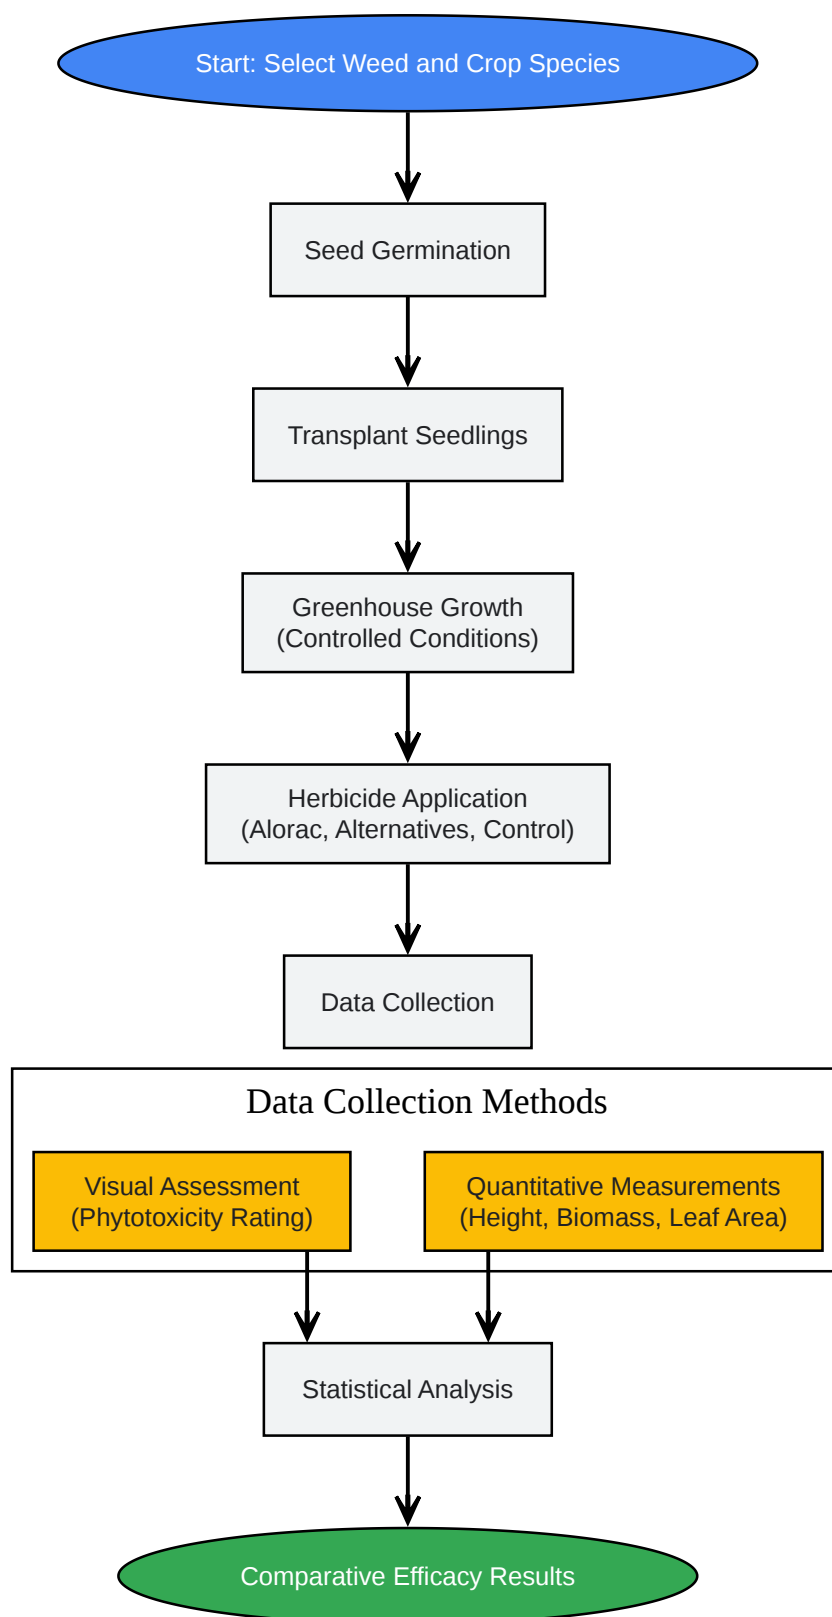 Start: Select Weed and Crop Species
Seed Germination
Transplant Seedlings
Greenhouse Growth
(Controlled Conditions)
Herbicide Application
(Alorac, Alternatives, Control)
Data Collection
Data Collection Methods
Visual Assessment
(Phytotoxicity Rating)
Quantitative Measurements
(Height, Biomass, Leaf Area)
Statistical Analysis
Comparative Efficacy Results